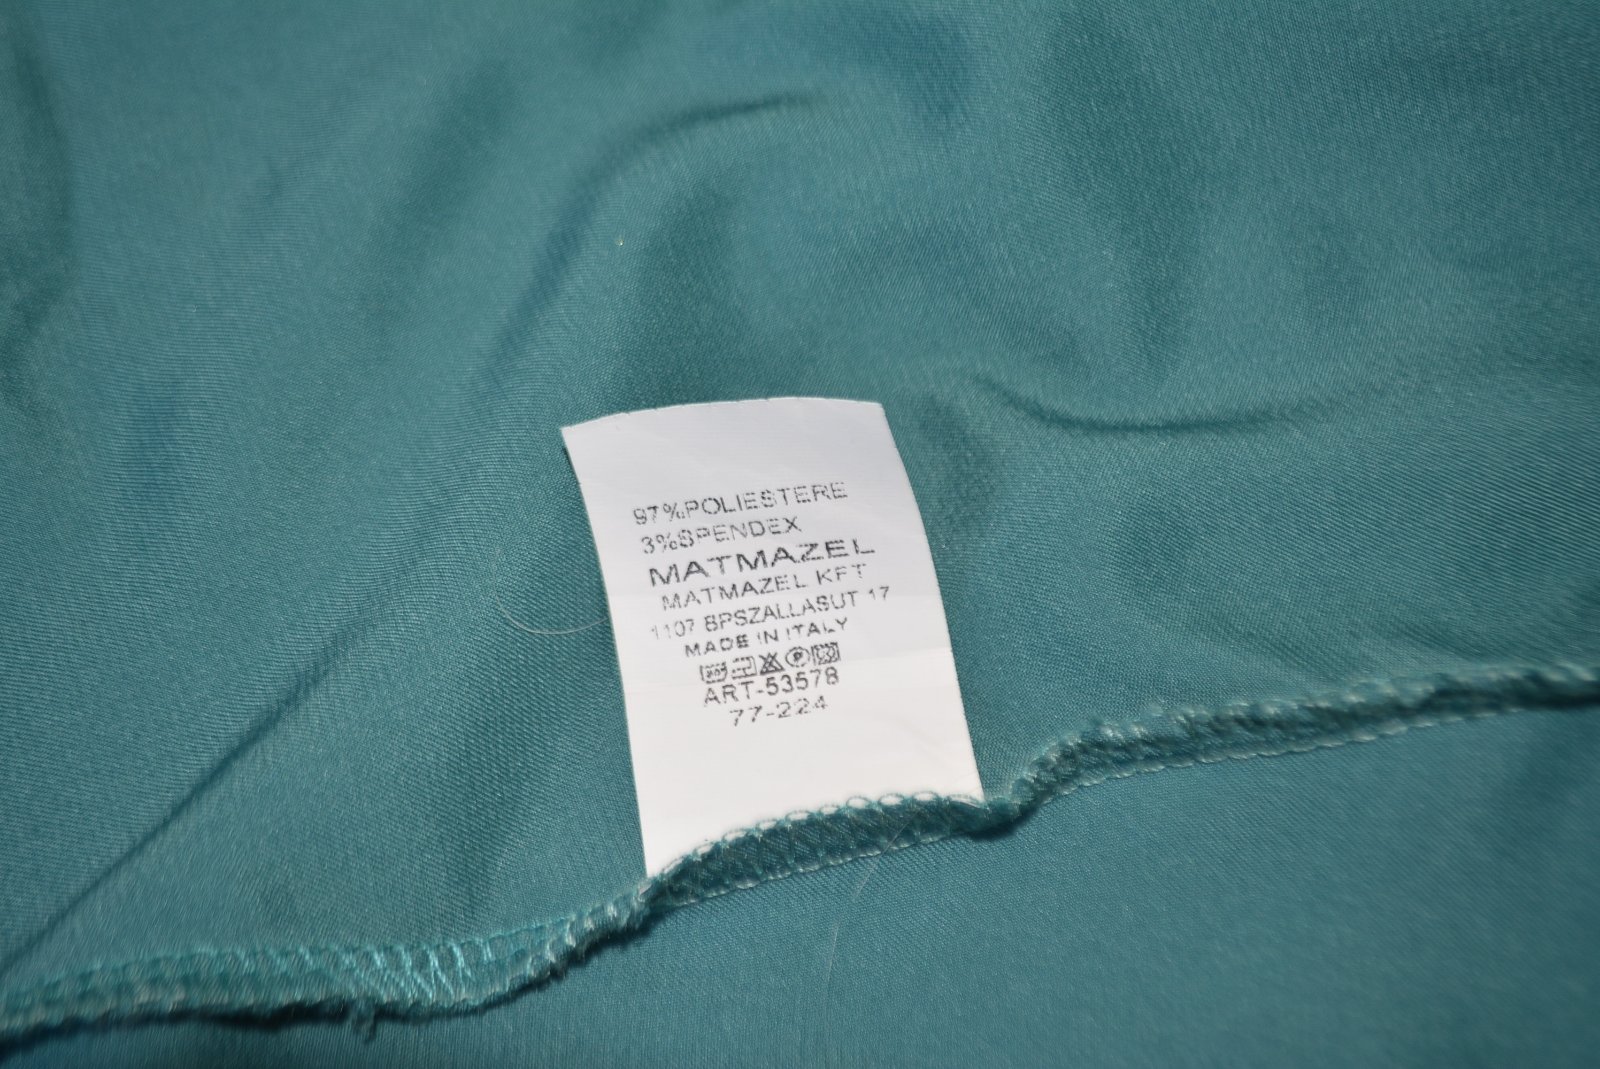 97%POLIESTERE
3%SPENDEX
MATMAZEL
MATMAZEL KFT
1107 BPSZALLASUT 17
MADE IN ITALY
ART-53578
77-224